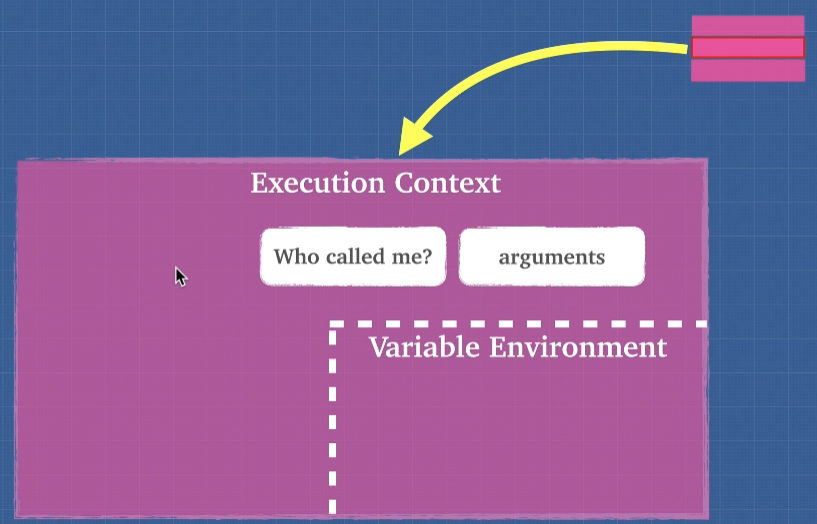 Execution Context
Who called me?
arguments
Variable Environment